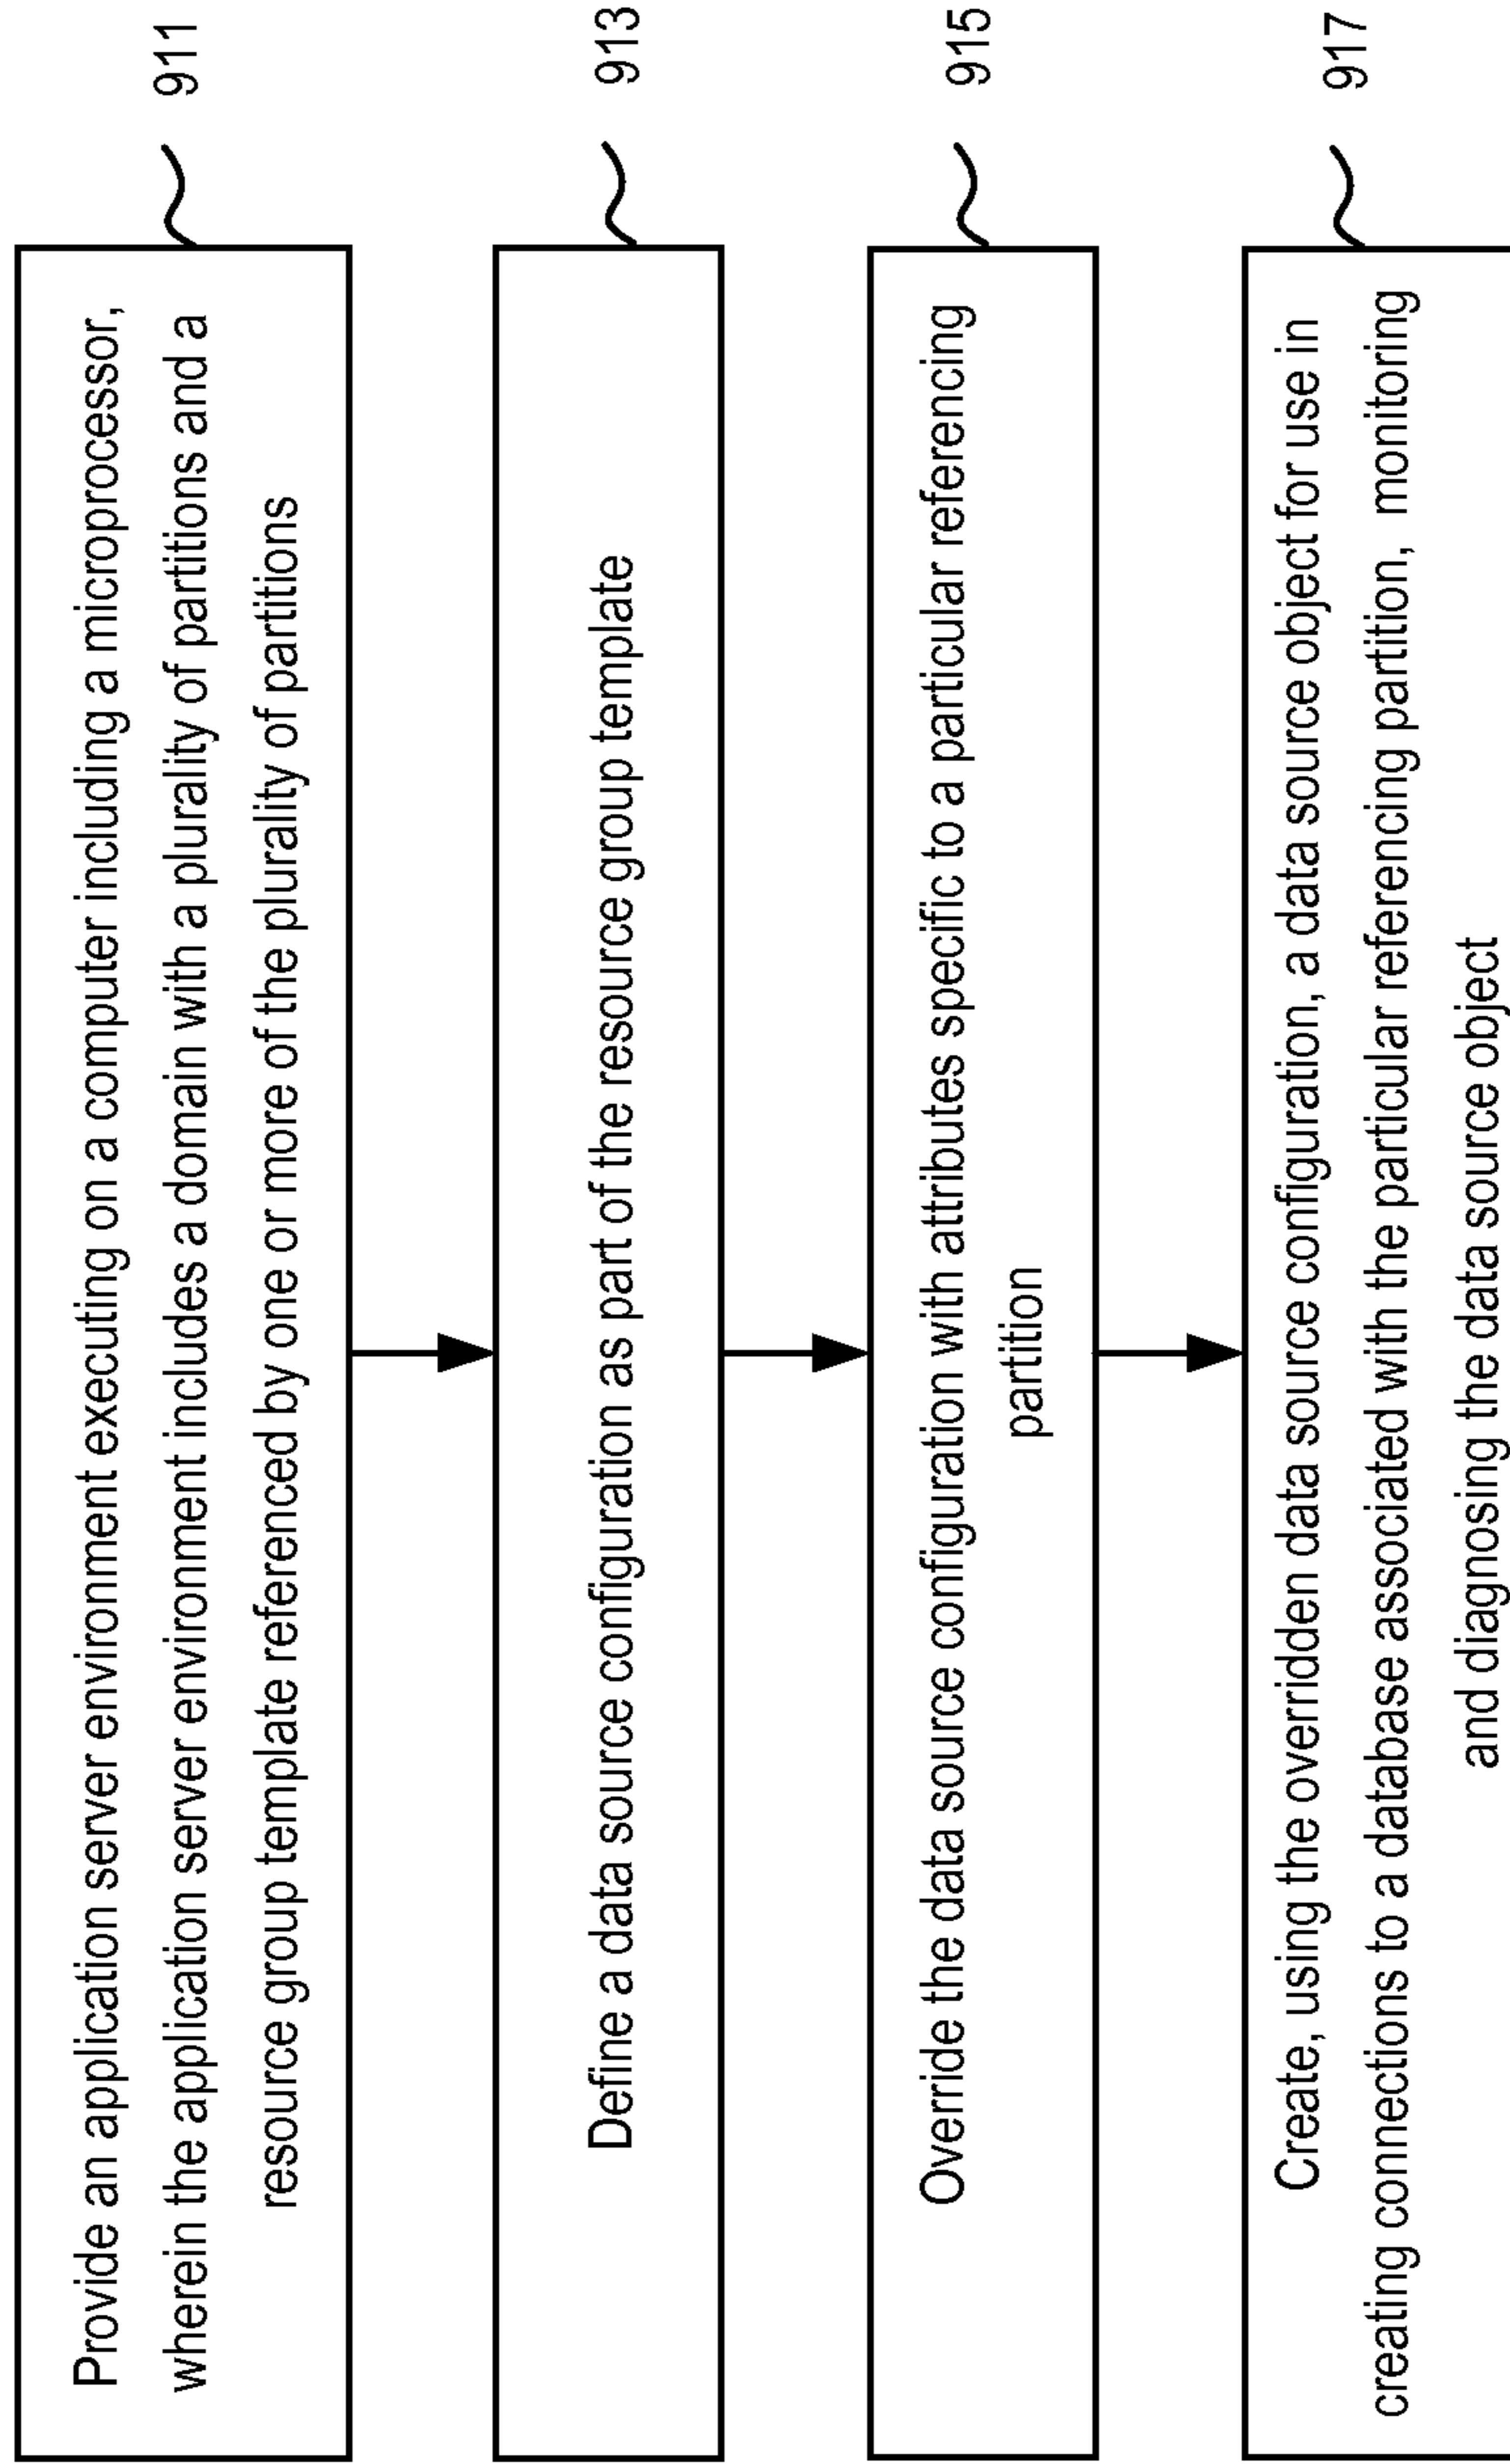 Provide an application server environment executing on a computer including a microprocessor,
wherein the application server environment includes a domain with a plurality of partitions and a
resource group template referenced by one or more of the plurality of partitions
911
Define a data source configuration as part of the resource group template
913
Override the data source configuration with attributes specific to a particular referencing
partition
915
Create, using the overridden data source configuration, a data source object for use in
creating connections to a database associated with the particular referencing partition, monitoring
and diagnosing the data source object
917